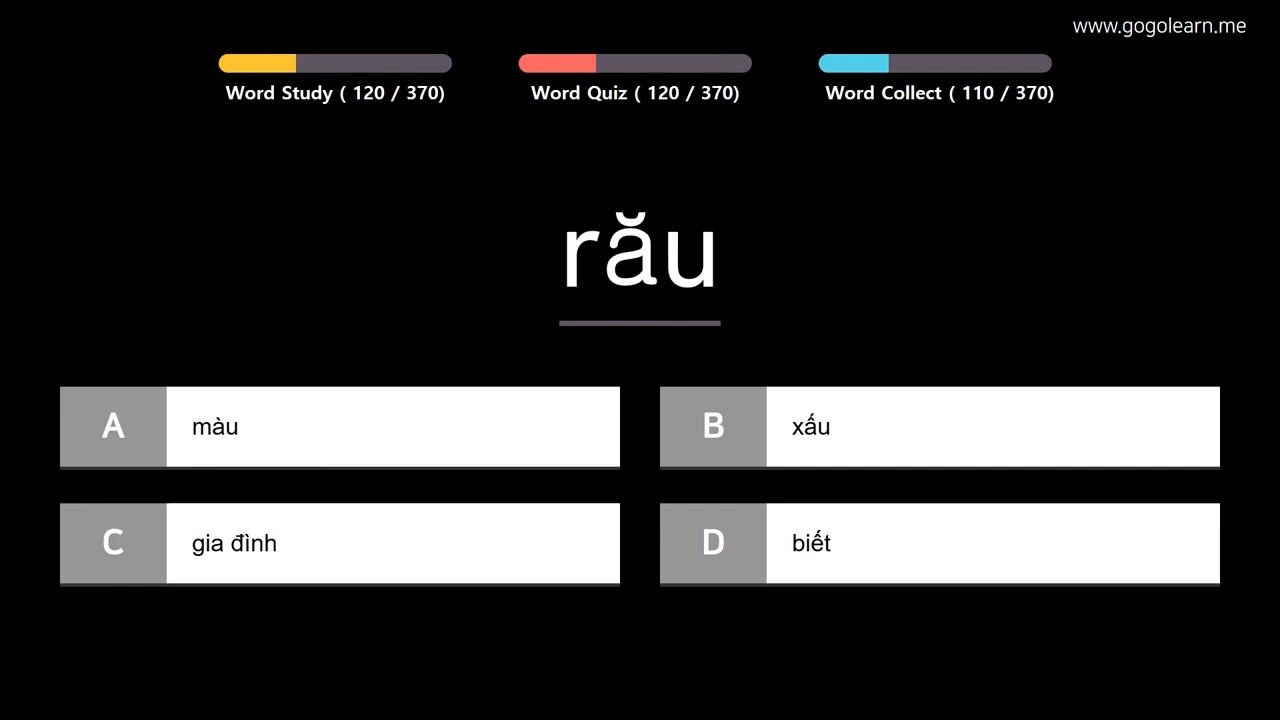 www.gogolearn.me
Word Study ( 120 / 370)
Word Quiz ( 120 / 370)
Word Collect ( 110 / 370)
rău
A màu
B xấu
C gia đình
D biết